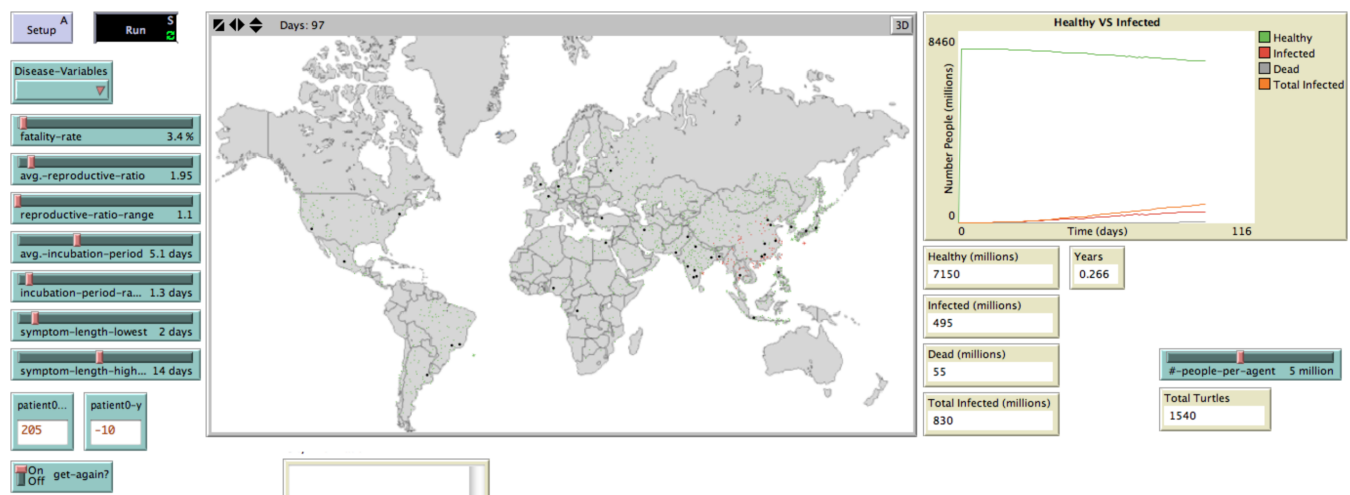 A
Setup
S
Run
Disease-Variables
fatality-rate 3.4 %
avg.-reproductive-ratio 1.95
reproductive-ratio-range 1.1
avg.-incubation-period 5.1 days
incubation-period-ra... 1.3 days
symptom-length-lowest 2 days
symptom-length-high... 14 days
patient0...
205
patient0-y
-10
On
Off
get-again?
Days: 97
3D
Healthy VS Infected
Number People (millions)
8460
0
0
Time (days)
116
Healthy
Infected
Dead
Total Infected
Healthy (millions)
7150
Years
0.266
Infected (millions)
495
Dead (millions)
55
Total Infected (millions)
830
#-people-per-agent 5 million
Total Turtles
1540